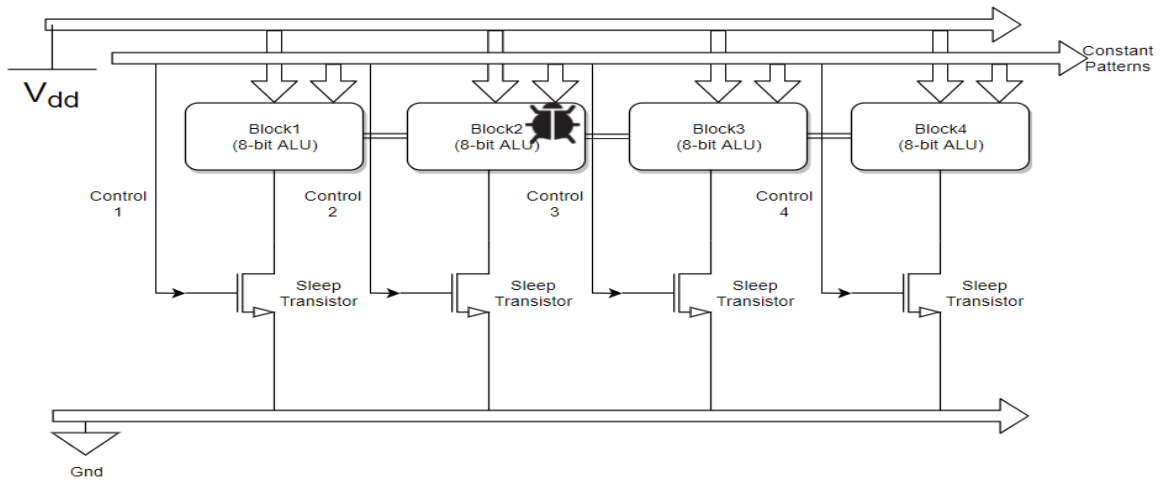 Constant
Patterns
Vdd
Block1
(8-bit ALU)
Block2
(8-bit ALU)
Block3
(8-bit ALU)
Block4
(8-bit ALU)
Control
1
Control
2
Control
3
Control
4
Sleep
Transistor
Sleep
Transistor
Sleep
Transistor
Sleep
Transistor
Gnd